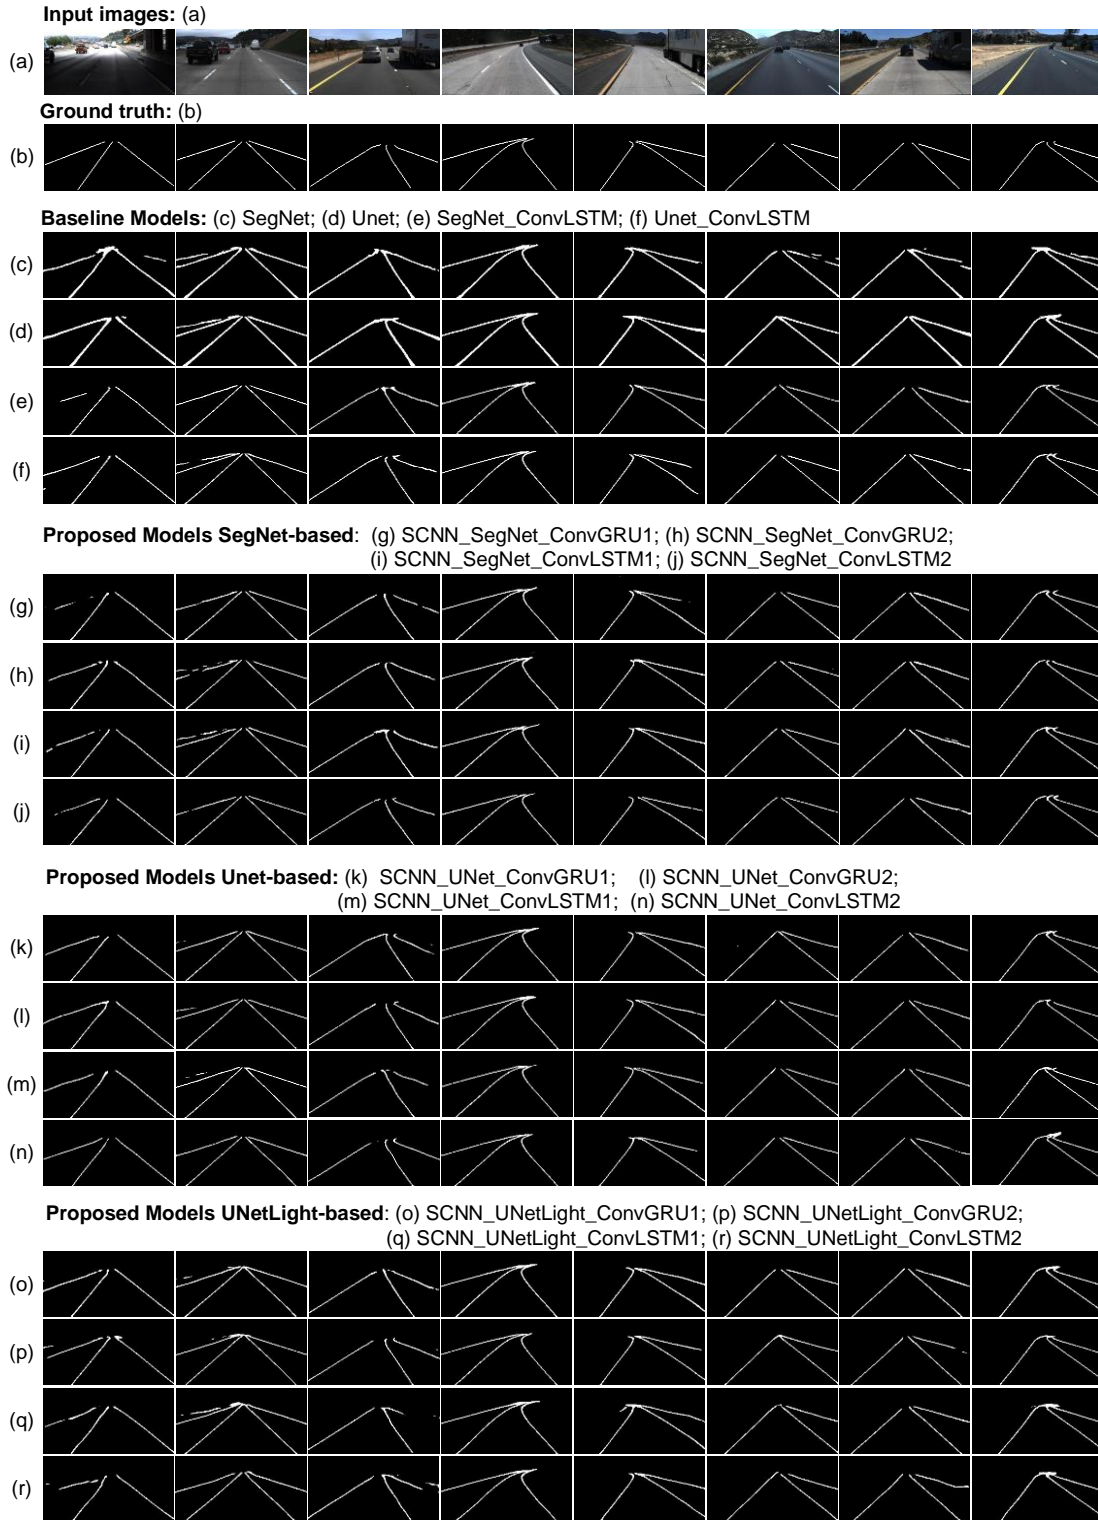 Input images: (a)
(a)
Ground truth: (b)
(b)
Baseline Models: (c) SegNet; (d) Unet; (e) SegNet_ConvLSTM; (f) Unet_ConvLSTM
(c)
(d)
(e)
(f)
Proposed Models SegNet-based: (g) SCNN_SegNet_ConvGRU1; (h) SCNN_SegNet_ConvGRU2;
(i) SCNN_SegNet_ConvLSTM1; (j) SCNN_SegNet_ConvLSTM2
(g)
(h)
(i)
(j)
Proposed Models Unet-based: (k) SCNN_UNet_ConvGRU1; (l) SCNN_UNet_ConvGRU2;
(m) SCNN_UNet_ConvLSTM1; (n) SCNN_UNet_ConvLSTM2
(k)
(l)
(m)
(n)
Proposed Models UNetLight-based: (o) SCNN_UNetLight_ConvGRU1; (p) SCNN_UNetLight_ConvGRU2;
(q) SCNN_UNetLight_ConvLSTM1; (r) SCNN_UNetLight_ConvLSTM2
(o)
(p)
(q)
(r)